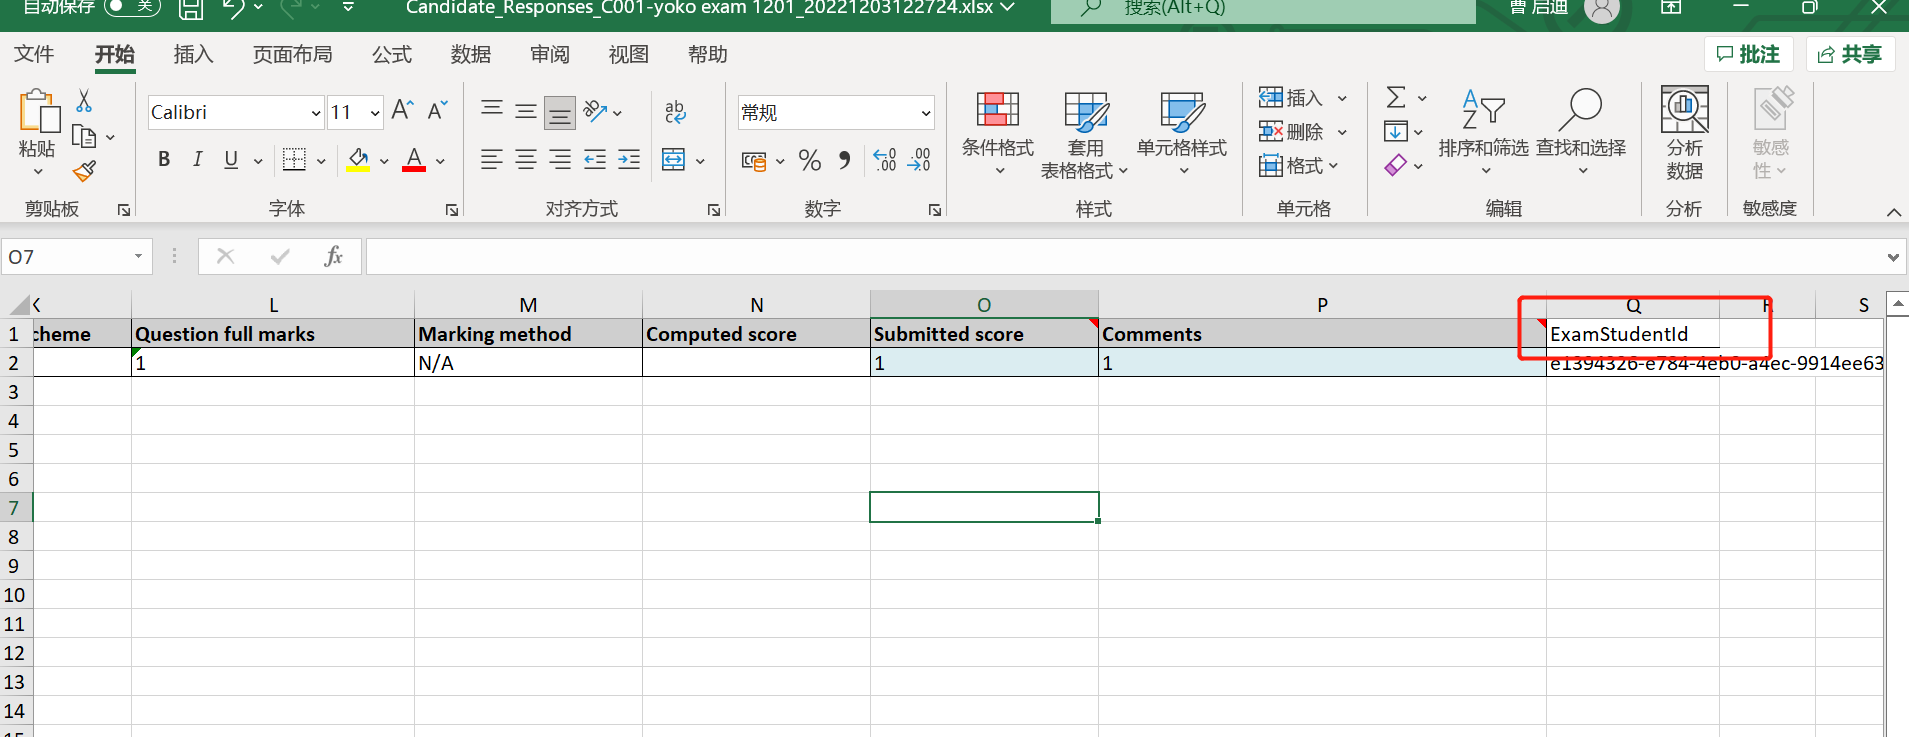 自动保存 关 Candidate_Responses_C001-yoko exam 1201_20221203122724.xlsx 搜索(Alt+Q) 曹 启迪
文件 开始 插入 页面布局 公式 数据 审阅 视图 帮助 批注 共享
粘贴
剪贴板
Calibri 11
B I U A
字体
ab
对齐方式
常规
% .00 .00
数字
条件格式 套用 表格格式 单元格样式
样式
插入
删除
格式
单元格
排序和筛选 查找和选择
编辑
分析 数据
分析
敏感 性
敏感度
O7 fx
K L M N O P Q R S
1 cheme Question full marks Marking method Computed score Submitted score Comments ExamStudentId
2 1 N/A 1 1 e1394326-e784-4eb0-a4ec-9914ee63
3
4
5
6
7
8
9
10
11
12
13
14
15